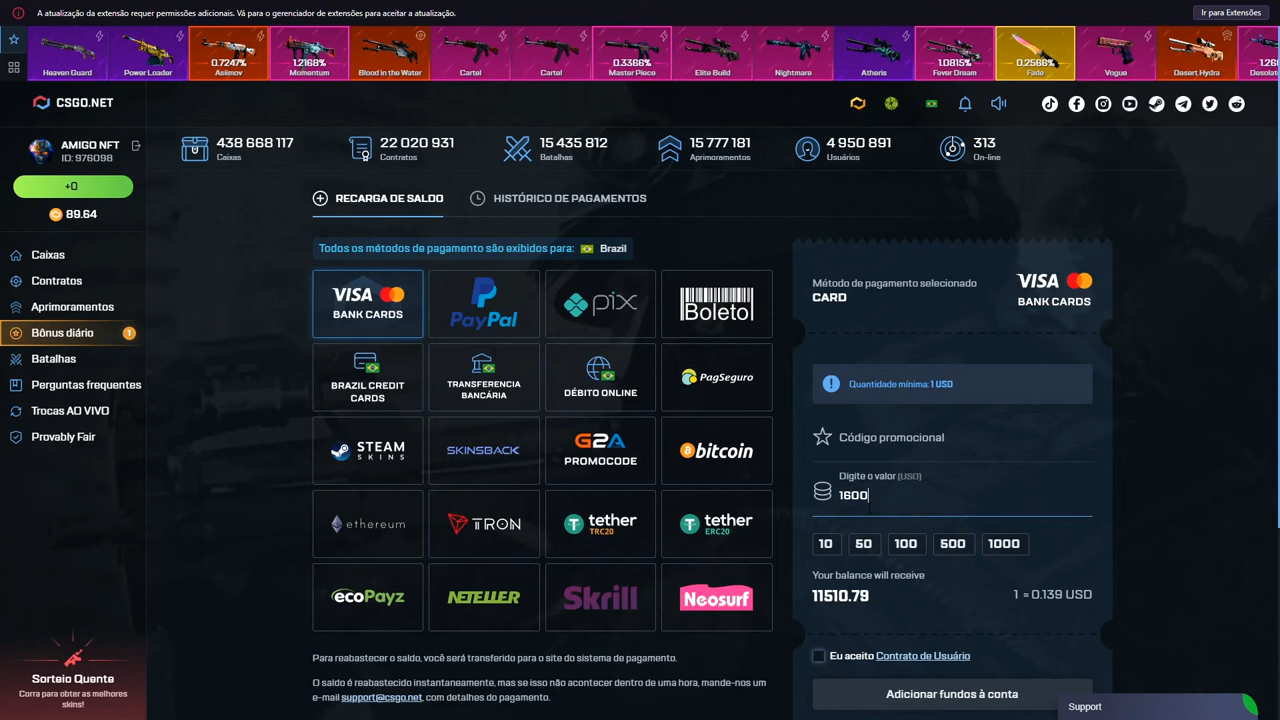 A atualização da extensão requer permissões adicionais. Vá para o gerenciador de extensões para aceitar a atualização.
Ir para Extensões
Heaven Guard
Power Loader
0.7247%
Asiimov
1.2168%
Momentum
Blood in the Water
Cartel
Cartel
0.3366%
Master Piece
Elite Build
Nightmare
Atheris
1.0815%
Fever Dream
0.2566%
Fade
Vogue
Desert Hydra
1.26
Desolat
CSGO.NET
AMIGO NFT
ID: 976098
+0
89.64
438 668 117
Caixas
22 020 931
Contratos
15 435 812
Batalhas
15 777 181
Aprimoramentos
4 950 891
Usuários
313
On-line
Caixas
Contratos
Aprimoramentos
Bônus diário
1
Batalhas
Perguntas frequentes
Trocas AO VIVO
Provably Fair
Sorteio Quente
Corra para obter as melhores
skins!
RECARGA DE SALDO
HISTÓRICO DE PAGAMENTOS
Todos os métodos de pagamento são exibidos para: Brazil
VISA
BANK CARDS
PayPal
pix
Boleto
BRAZIL CREDIT
CARDS
TRANSFERENCIA
BANCÁRIA
DÉBITO ONLINE
PagSeguro
STEAM
SKINS
SKINSBACK
G2A
PROMOCODE
bitcoin
ethereum
TRON
tether
TRC20
tether
ERC20
ecoPayz
NETELLER
Skrill
Neosurf
Para reabastecer o saldo, você será transferido para o site do sistema de pagamento.
O saldo é reabastecido instantaneamente, mas se isso não acontecer dentro de uma hora, mande-nos um
e-mail support@csgo.net, com detalhes do pagamento.
Método de pagamento selecionado
CARD
VISA
BANK CARDS
Quantidade mínima: 1 USD
Código promocional
Digite o valor (USD)
1600
10
50
100
500
1000
Your balance will receive
11510.79
1 = 0.139 USD
Eu aceito Contrato de Usuário
Adicionar fundos à conta
Support